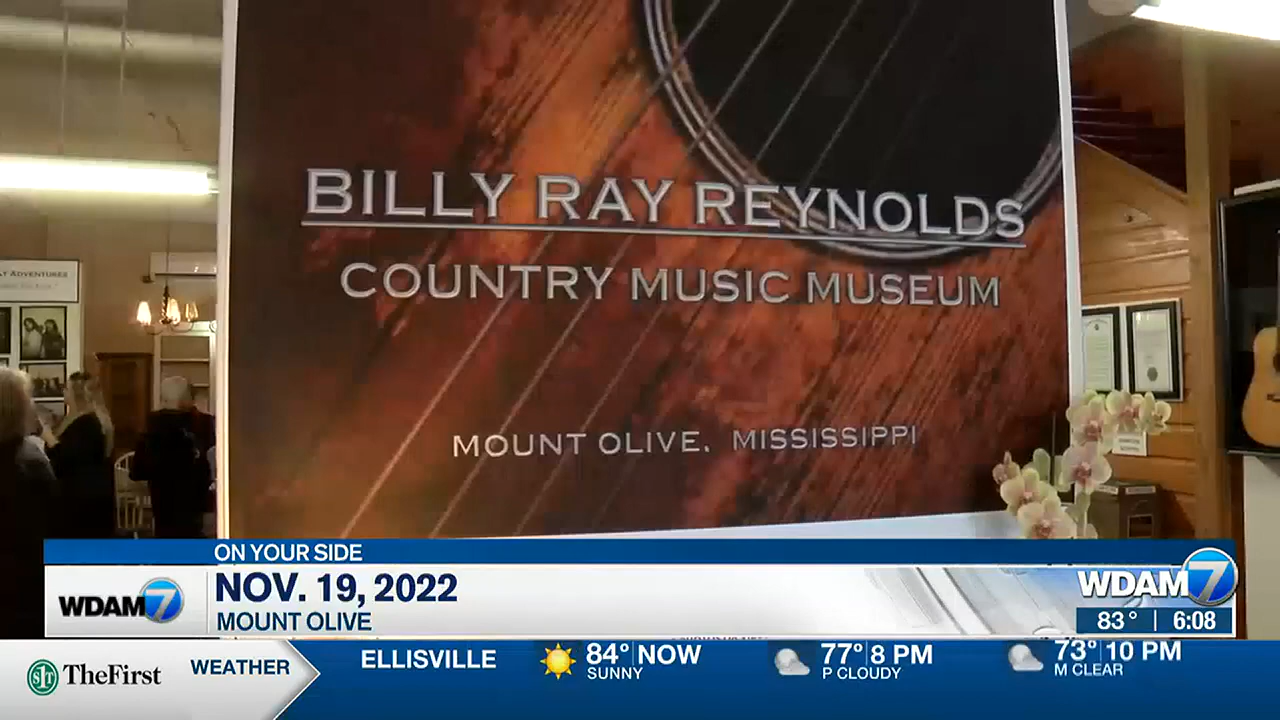 BILLY RAY REYNOLDS
COUNTRY MUSIC MUSEUM
MOUNT OLIVE, MISSISSIPPI
ON YOUR SIDE
WDAM 7
NOV. 19, 2022
MOUNT OLIVE
WDAM 7
83° | 6:08
TheFirst
WEATHER
ELLISVILLE
84° NOW
SUNNY
77° 8 PM
P CLOUDY
73° 10 PM
M CLEAR